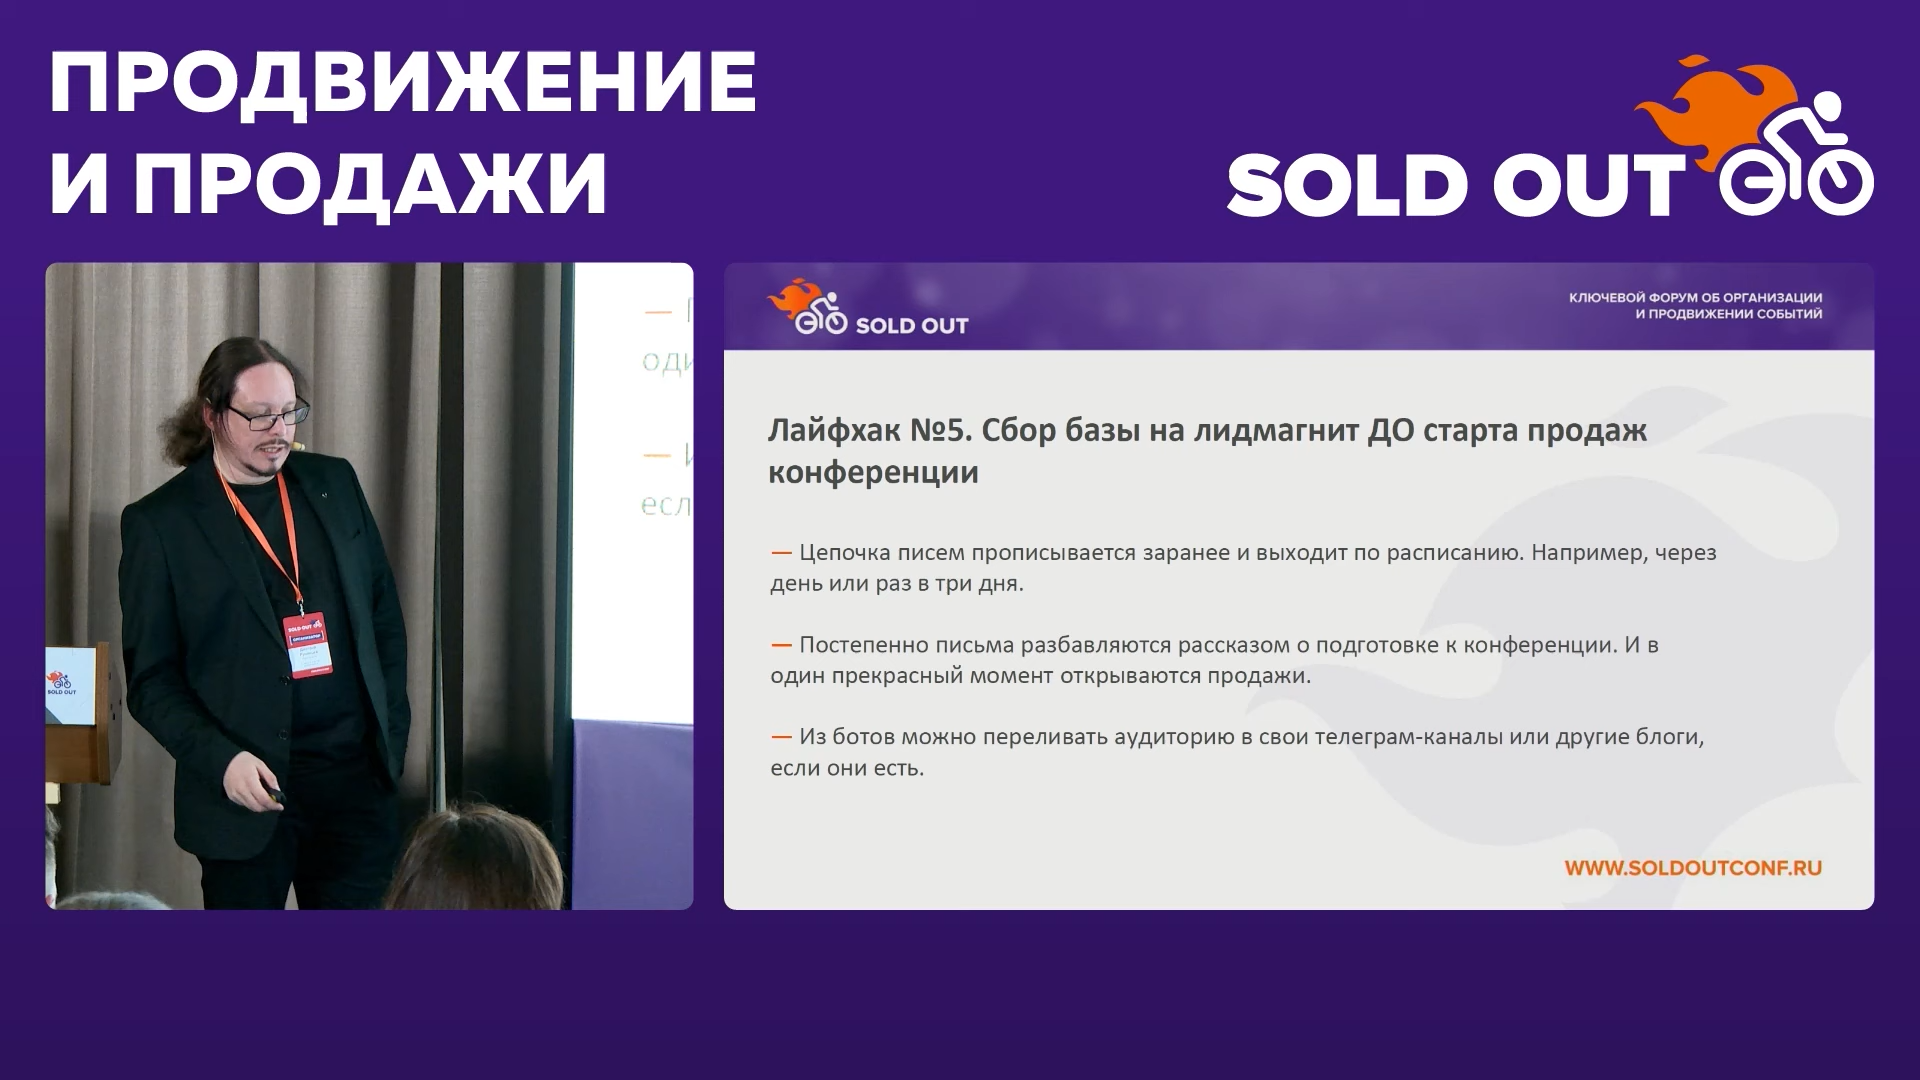 ПРОДВИЖЕНИЕ
И ПРОДАЖИ
SOLD OUT
SOLD OUT
КЛЮЧЕВОЙ ФОРУМ ОБ ОРГАНИЗАЦИИ
И ПРОДВИЖЕНИИ СОБЫТИЙ
Лайфхак №5. Сбор базы на лидмагнит ДО старта продаж
конференции
— Цепочка писем прописывается заранее и выходит по расписанию. Например, через
день или раз в три дня.
— Постепенно письма разбавляются рассказом о подготовке к конференции. И в
один прекрасный момент открываются продажи.
— Из ботов можно переливать аудиторию в свои телеграм-каналы или другие блоги,
если они есть.
WWW.SOLDOUTCONF.RU
SOLD OUT
SOLD OUT
ОРГАНИЗАТОР